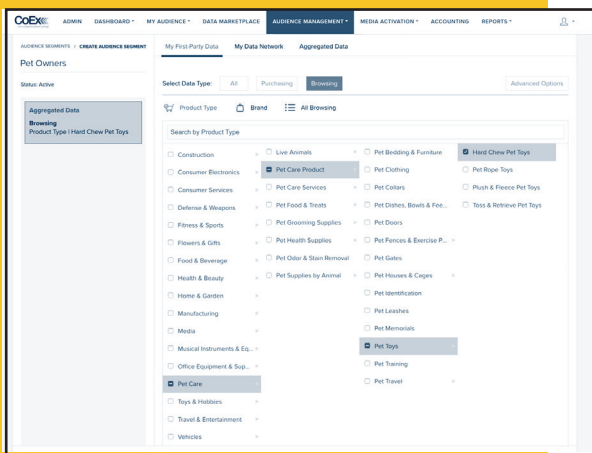 CoEx
ADMIN DASHBOARD MY AUDIENCE DATA MARKETPLACE AUDIENCE MANAGEMENT MEDIA ACTIVATION ACCOUNTING REPORTS
AUDIENCE SEGMENTS / CREATE AUDIENCE SEGMENT
My First-Party Data My Data Network Aggregated Data
Pet Owners
Status: Active
Select Data Type: All Purchasing Browsing Advanced Options
Aggregated Data
Browsing
Product Type | Hard Chew Pet Toys
Product Type Brand All Browsing
Search by Product Type
Construction
Consumer Electronics
Consumer Services
Defense & Weapons
Fitness & Sports
Flowers & Gifts
Food & Beverage
Health & Beauty
Home & Garden
Manufacturing
Media
Musical Instruments & Eq...
Office Equipment & Sup...
Pet Care
Toys & Hobbies
Travel & Entertainment
Vehicles
Live Animals
Pet Care Product
Pet Care Services
Pet Food & Treats
Pet Grooming Supplies
Pet Health Supplies
Pet Odor & Stain Removal
Pet Supplies by Animal
Pet Bedding & Furniture
Pet Clothing
Pet Collars
Pet Dishes, Bowls & Fee...
Pet Doors
Pet Fences & Exercise P...
Pet Gates
Pet Houses & Cages
Pet Identification
Pet Leashes
Pet Memorials
Pet Toys
Pet Training
Pet Travel
Hard Chew Pet Toys
Pet Rope Toys
Plush & Fleece Pet Toys
Toss & Retrieve Pet Toys